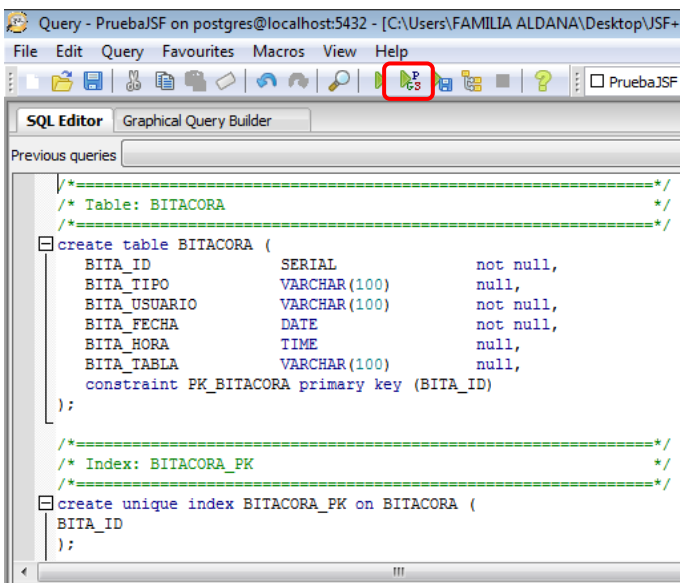 Query - PruebaJSF on postgres@localhost:5432 - [C:\Users\FAMILIA ALDANA\Desktop\JSF+
File Edit Query Favourites Macros View Help
P
GS
PruebaJSF
SQL Editor Graphical Query Builder
Previous queries
/*==============================================================*/
/* Table: BITACORA */
/*==============================================================*/
create table BITACORA (
BITA_ID SERIAL not null,
BITA_TIPO VARCHAR(100) null,
BITA_USUARIO VARCHAR(100) not null,
BITA_FECHA DATE not null,
BITA_HORA TIME null,
BITA_TABLA VARCHAR(100) null,
constraint PK_BITACORA primary key (BITA_ID)
);
/*==============================================================*/
/* Index: BITACORA_PK */
/*==============================================================*/
create unique index BITACORA_PK on BITACORA (
BITA_ID
);